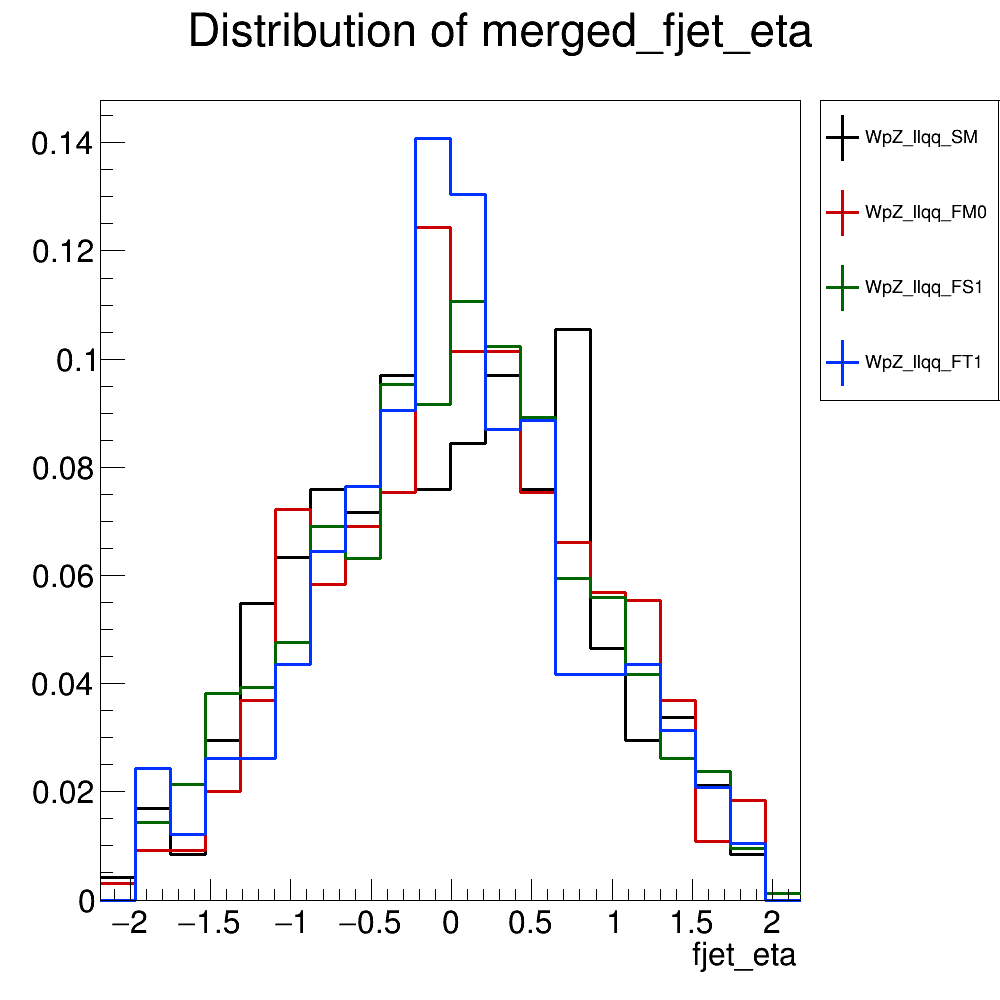 Distribution of merged_fjet_eta
0.14
0.12
0.1
0.08
0.06
0.04
0.02
0
−2 −1.5 −1 −0.5 0 0.5 1 1.5 2
fjet_eta
WpZ_llqq_SM
WpZ_llqq_FM0
WpZ_llqq_FS1
WpZ_llqq_FT1